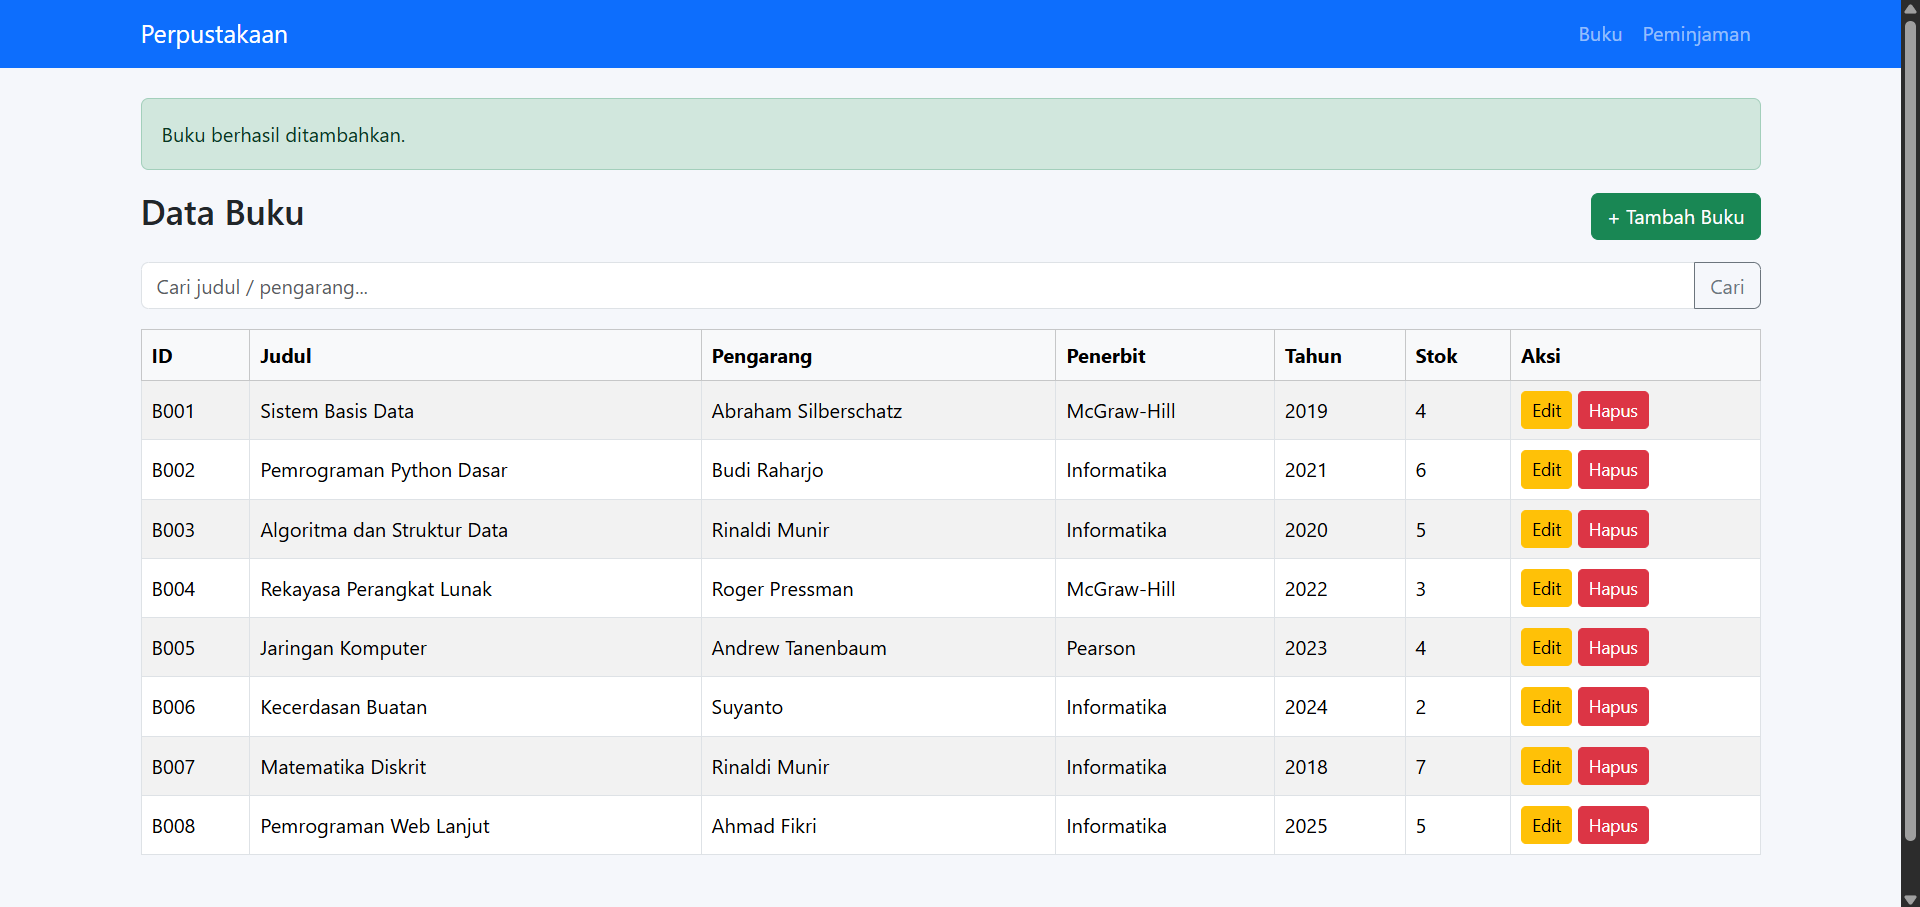 Perpustakaan Buku Peminjaman
Buku berhasil ditambahkan.
Data Buku + Tambah Buku
Cari judul / pengarang... Cari
ID Judul Pengarang Penerbit Tahun Stok Aksi
B001 Sistem Basis Data Abraham Silberschatz McGraw-Hill 2019 4 Edit Hapus
B002 Pemrograman Python Dasar Budi Raharjo Informatika 2021 6 Edit Hapus
B003 Algoritma dan Struktur Data Rinaldi Munir Informatika 2020 5 Edit Hapus
B004 Rekayasa Perangkat Lunak Roger Pressman McGraw-Hill 2022 3 Edit Hapus
B005 Jaringan Komputer Andrew Tanenbaum Pearson 2023 4 Edit Hapus
B006 Kecerdasan Buatan Suyanto Informatika 2024 2 Edit Hapus
B007 Matematika Diskrit Rinaldi Munir Informatika 2018 7 Edit Hapus
B008 Pemrograman Web Lanjut Ahmad Fikri Informatika 2025 5 Edit Hapus